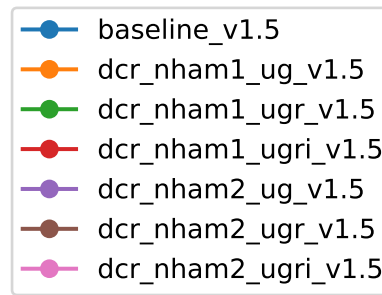 baseline_v1.5
dcr_nham1_ug_v1.5
dcr_nham1_ugr_v1.5
dcr_nham1_ugri_v1.5
dcr_nham2_ug_v1.5
dcr_nham2_ugr_v1.5
dcr_nham2_ugri_v1.5